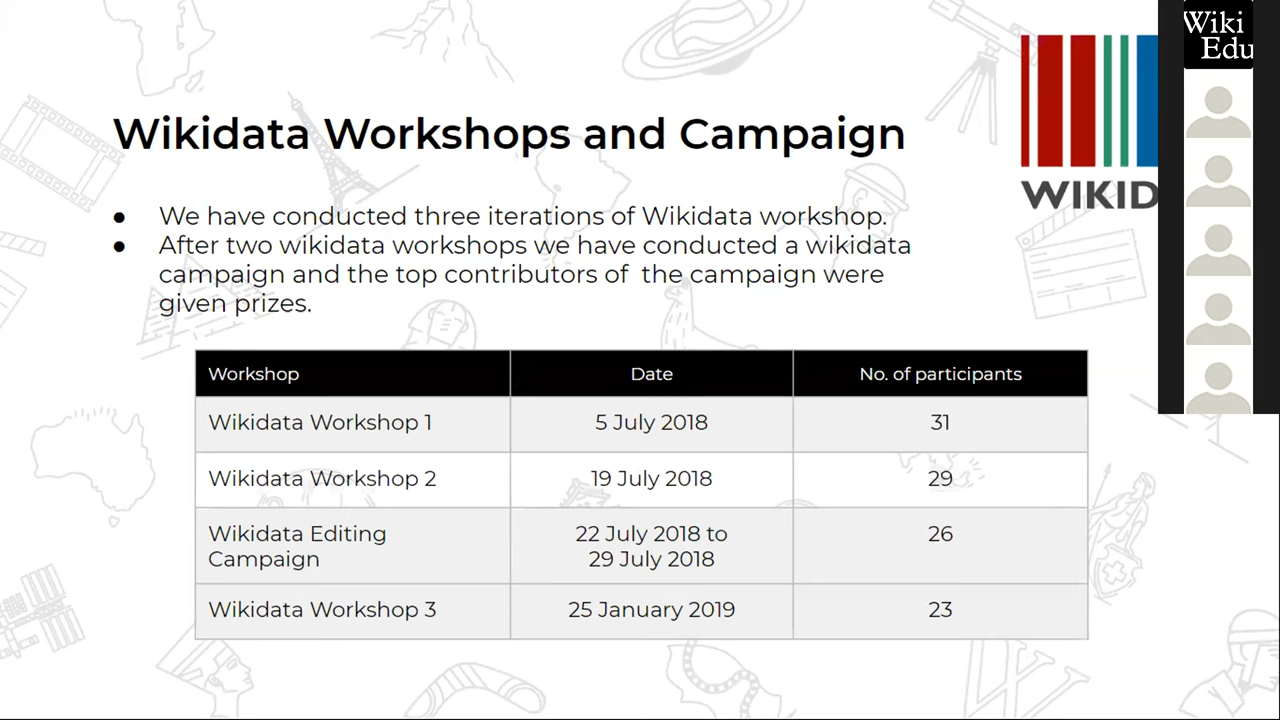 Wiki
Edu
WIKID
Wikidata Workshops and Campaign
● We have conducted three iterations of Wikidata workshop.
● After two wikidata workshops we have conducted a wikidata
campaign and the top contributors of the campaign were
given prizes.
Workshop Date No. of participants
Wikidata Workshop 1 5 July 2018 31
Wikidata Workshop 2 19 July 2018 29
Wikidata Editing
Campaign 22 July 2018 to
29 July 2018 26
Wikidata Workshop 3 25 January 2019 23